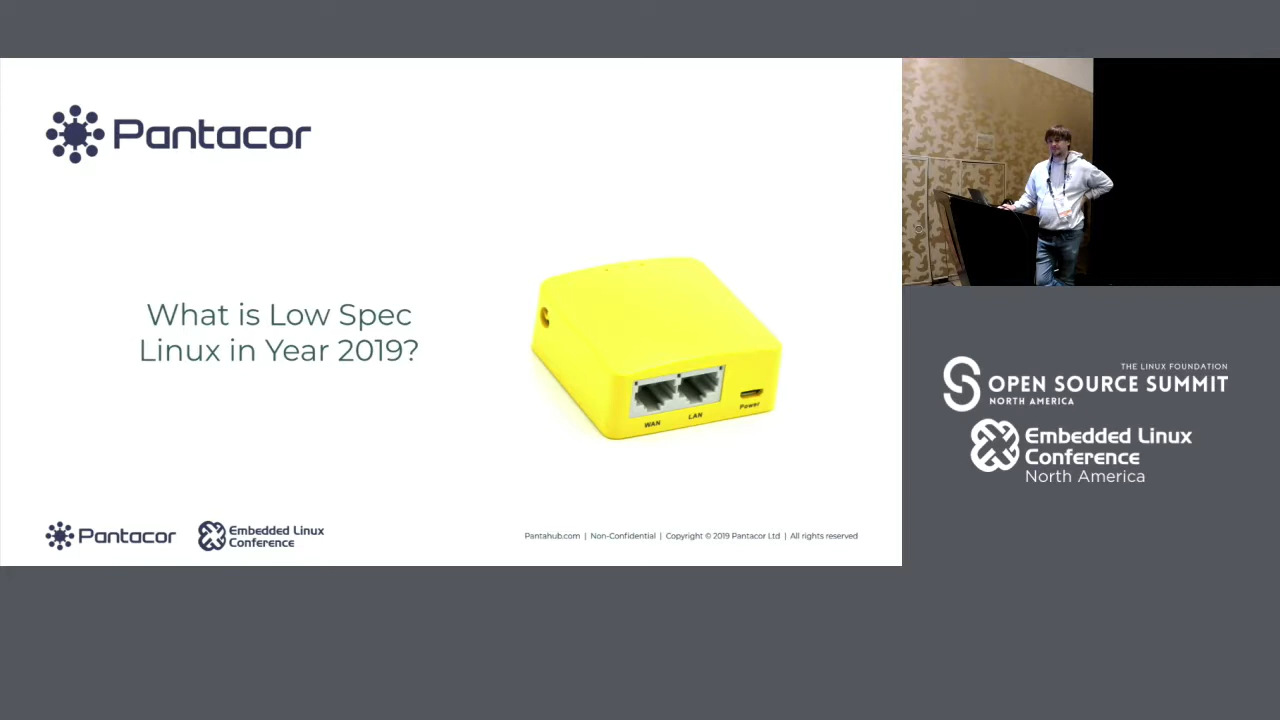 Pantacor
What is Low Spec
Linux in Year 2019?
WAN
LAN
Power
Pantacor
Embedded Linux
Conference
Pantahub.com | Non-Confidential | Copyright © 2019 Pantacor Ltd | All rights reserved
THE LINUX FOUNDATION
OPEN SOURCE SUMMIT
NORTH AMERICA
Embedded Linux
Conference
North America